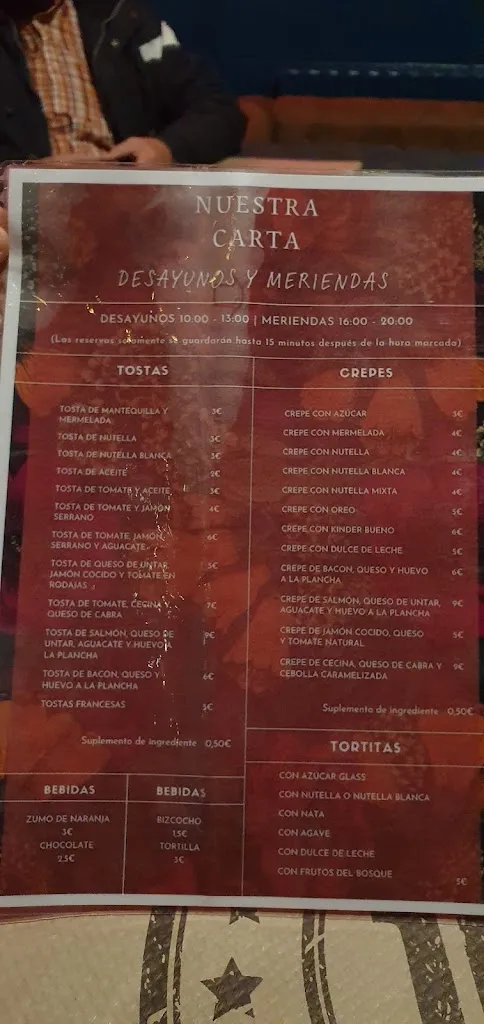 NUESTRA
CARTA
DESAYUNOS Y MERIENDAS
DESAYUNOS 10:00 - 13:00 | MERIENDAS 16:00 - 20:00
(Las reservas solamente se guardarán hasta 15 minutos después de la hora marcada)
TOSTAS
TOSTA DE MANTEQUILLA Y 3€
MERMELADA
TOSTA DE NUTELLA 3€
TOSTA DE NUTELLA BLANCA 3€
TOSTA DE ACEITE 2€
TOSTA DE TOMATE Y ACEITE 3€
TOSTA DE TOMATE Y JAMÓN 4€
SERRANO
TOSTA DE TOMATE, JAMÓN 6€
SERRANO Y AGUACATE
TOSTA DE QUESO DE UNTAR, 5€
JAMÓN COCIDO Y TOMATE EN
RODAJAS
TOSTA DE TOMATE, CECINA Y 7€
QUESO DE CABRA
TOSTA DE SALMÓN, QUESO DE 9€
UNTAR, AGUACATE Y HUEVO A
LA PLANCHA
TOSTA DE BACON, QUESO Y 6€
HUEVO A LA PLANCHA
TOSTAS FRANCESAS 5€
Suplemento de ingrediente 0,50€
CREPES
CREPE CON AZÚCAR 3€
CREPE CON MERMELADA 4€
CREPE CON NUTELLA 4€
CREPE CON NUTELLA BLANCA 4€
CREPE CON NUTELLA MIXTA 4€
CREPE CON OREO 5€
CREPE CON KINDER BUENO 6€
CREPE CON DULCE DE LECHE 5€
CREPE DE BACON, QUESO Y HUEVO 6€
A LA PLANCHA
CREPE DE SALMÓN, QUESO DE UNTAR, 9€
AGUACATE Y HUEVO A LA PLANCHA
CREPE DE JAMÓN COCIDO, QUESO 5€
Y TOMATE NATURAL
CREPE DE CECINA, QUESO DE CABRA Y 9€
CEBOLLA CARAMELIZADA
Suplemento de ingrediente 0,50€
TORTITAS
CON AZÚCAR GLASS
CON NUTELLA O NUTELLA BLANCA
CON NATA
CON AGAVE
CON DULCE DE LECHE
CON FRUTOS DEL BOSQUE
5€
BEBIDAS
ZUMO DE NARANJA
3€
CHOCOLATE
2,5€
BEBIDAS
BIZCOCHO
1,5€
TORTILLA
3€